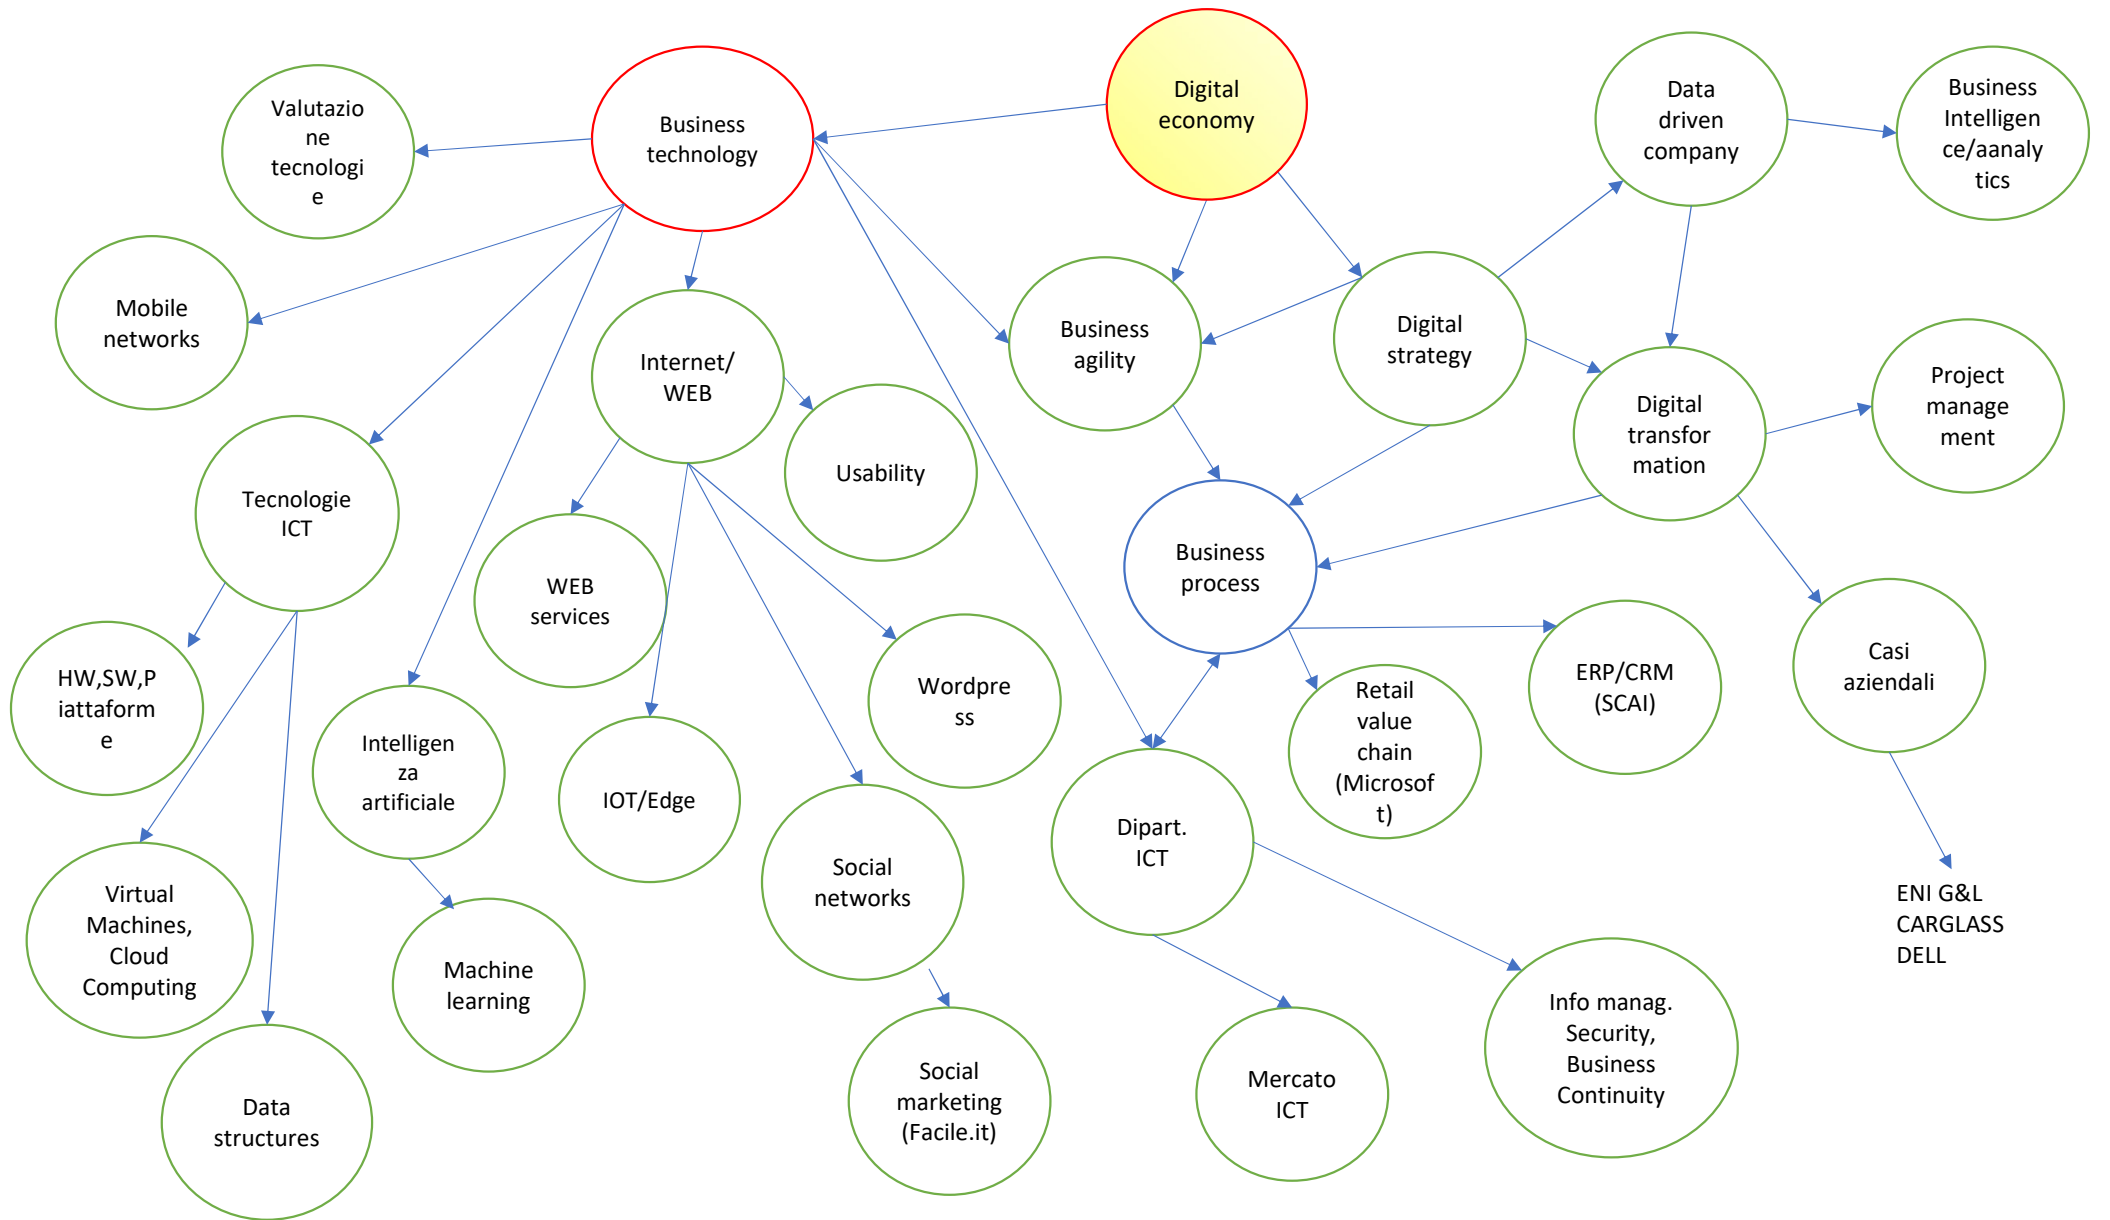 Digital
economy
Business
technology
Valutazio
ne
tecnologi
e
Data
driven
company
Business
Intelligen
ce/aanaly
tics
Mobile
networks
Internet/
WEB
Business
agility
Digital
strategy
Digital
transfor
mation
Project
manage
ment
Usability
Tecnologie
ICT
WEB
services
Business
process
HW,SW,P
iattaform
e
Intelligen
za
artificiale
IOT/Edge
Wordpre
ss
Retail
value
chain
(Microsof
t)
ERP/CRM
(SCAI)
Casi
aziendali
Virtual
Machines,
Cloud
Computing
Machine
learning
Social
networks
Dipart.
ICT
ENI G&L
CARGLASS
DELL
Data
structures
Social
marketing
(Facile.it)
Mercato
ICT
Info manag.
Security,
Business
Continuity